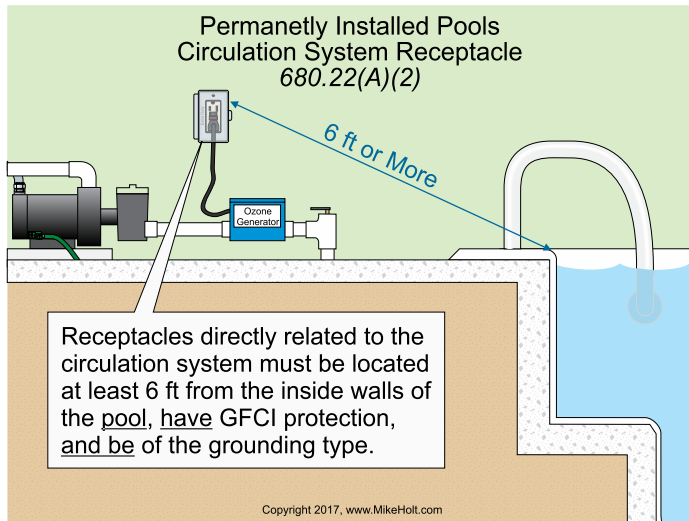 Permanetly Installed Pools
Circulation System Receptacle
680.22(A)(2)
6 ft or More
Ozone
Generator
Receptacles directly related to the
circulation system must be located
at least 6 ft from the inside walls of
the pool, have GFCI protection,
and be of the grounding type.
Copyright 2017, www.MikeHolt.com